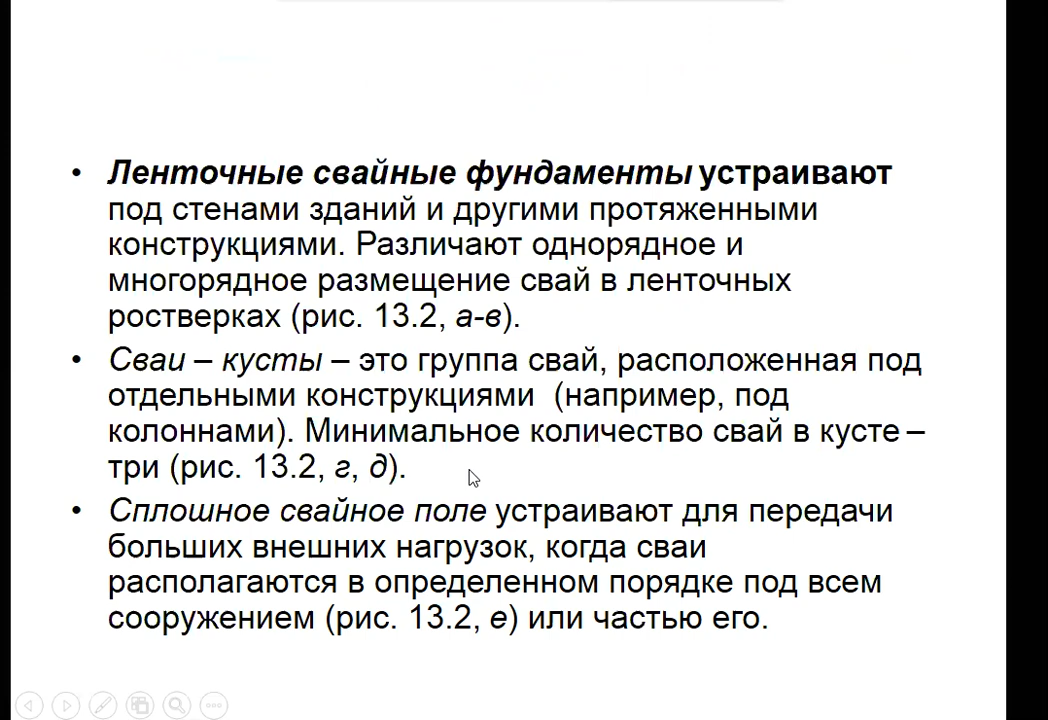 • Ленточные свайные фундаменты устраивают
под стенами зданий и другими протяженными
конструкциями. Различают однорядное и
многорядное размещение свай в ленточных
ростверках (рис. 13.2, а-в).
• Сваи – кусты – это группа свай, расположенная под
отдельными конструкциями (например, под
колоннами). Минимальное количество свай в кусте –
три (рис. 13.2, г, д).
• Сплошное свайное поле устраивают для передачи
больших внешних нагрузок, когда сваи
располагаются в определенном порядке под всем
сооружением (рис. 13.2, е) или частью его.